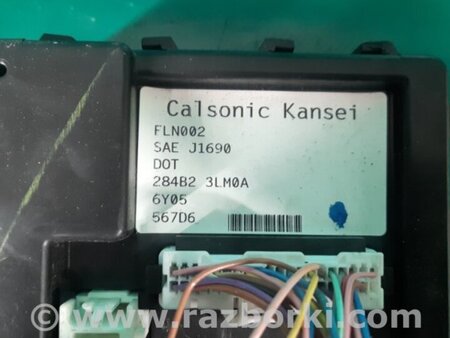 Calsonic Kansei
FLN002
SAE J1690
DOT
284B2 3LM0A
6Y05
567D6
www.razborki.com